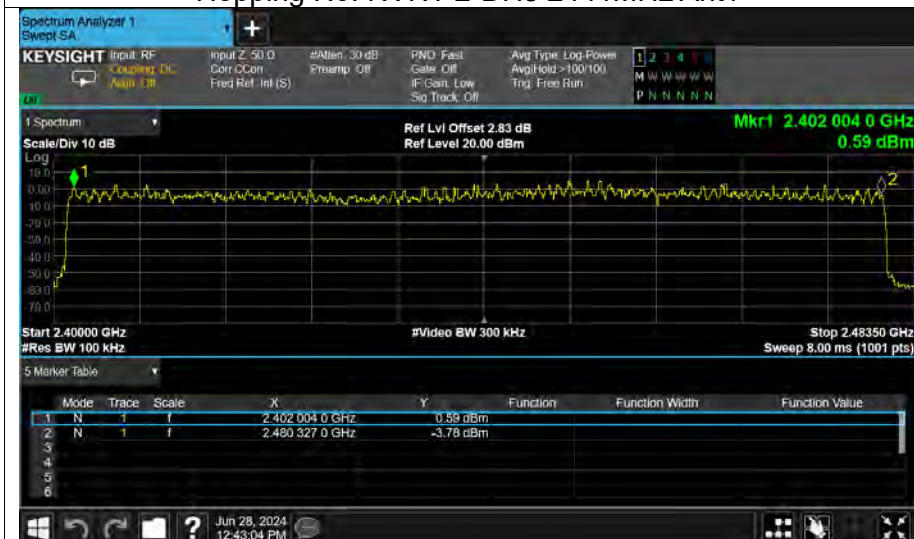 Spectrum Analyzer 1
Swept SA
+
KEYSIGHT Input: RF
Coupling: DC
Align: Off
Input Z: 50 Ω
Corr CCorr
Freq Ref: Int (S)
#Atten: 30 dB
Preamp: Off
PNO: Fast
Gate: Off
IF Gain: Low
Sig Track: Off
Avg Type: Log-Power
Avg|Hold: >100/100
Trig: Free Run
1 2 3 4 5 6
M W W W W W
P N N N N N
1 Spectrum
Scale/Div 10 dB
Ref Lvl Offset 2.83 dB
Ref Level 20.00 dBm
Mkr1 2.402 004 0 GHz
0.59 dBm
Log
10.0
0.00
-10.0
-20.0
-30.0
-40.0
-50.0
-60.0
-70.0
1
2
Start 2.40000 GHz
#Res BW 100 kHz
#Video BW 300 kHz
Stop 2.48350 GHz
Sweep 8.00 ms (1001 pts)
5 Marker Table
Mode Trace Scale X Y Function Function Width Function Value
1 N 1 f 2.402 004 0 GHz 0.59 dBm
2 N 1 f 2.480 327 0 GHz -3.78 dBm
3
4
5
6
? Jun 28, 2024
12:43:04 PM